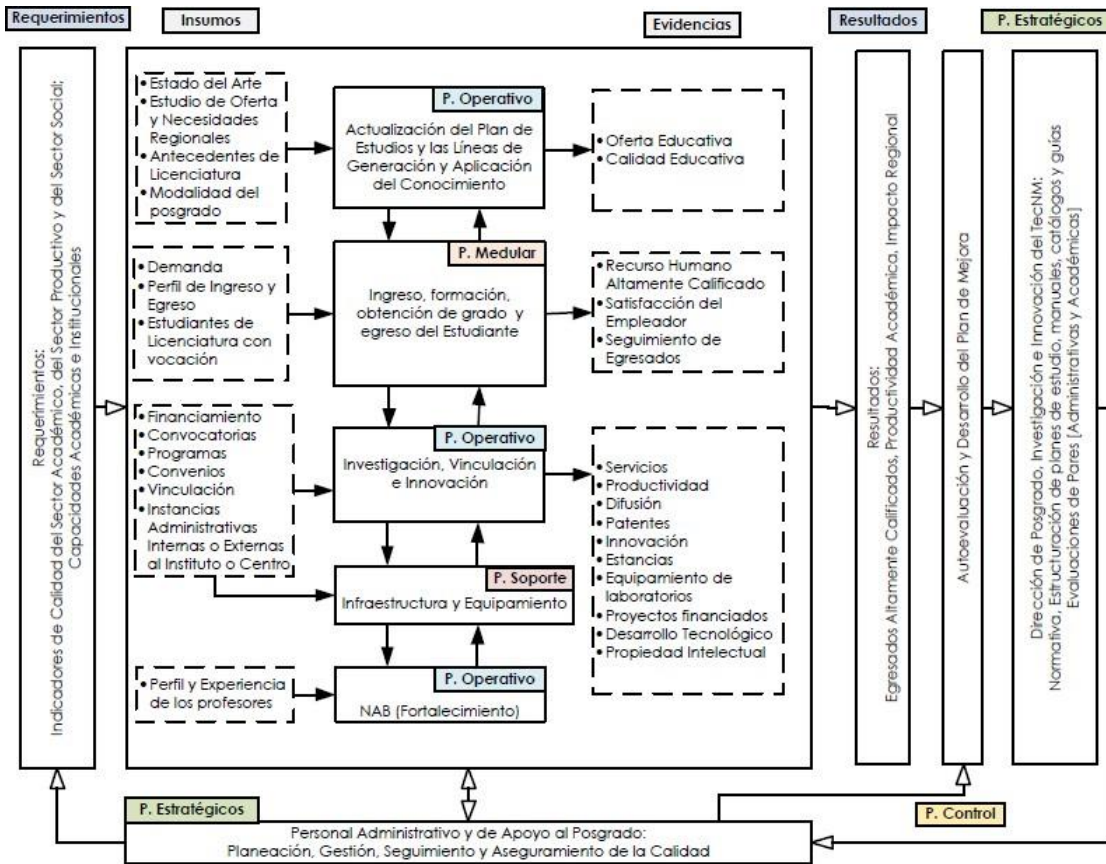 Requerimientos
Insumos
Evidencias
Resultados
P. Estratégicos
Requerimientos:
Indicadores de Calidad del Sector Académico, del Sector Productivo y del Sector Social;
Capacidades Académicas e Institucionales
• Estado del Arte
• Estudio de Oferta
y Necesidades
Regionales
• Antecedentes de
Licenciatura
• Modalidad del
posgrado
P. Operativo
Actualización del Plan de
Estudios y las Líneas de
Generación y Aplicación
del Conocimiento
• Oferta Educativa
• Calidad Educativa
• Demanda
• Perfil de Ingreso y
Egreso
• Estudiantes de
Licenciatura con
vocación
P. Medular
Ingreso, formación,
obtención de grado y
egreso del Estudiante
• Recurso Humano
Altamente Calificado
• Satisfacción del
Empleador
• Seguimiento de
Egresados
• Financiamiento
• Convocatorias
• Programas
• Convenios
• Vinculación
• Instancias
Administrativas
Internas o Externas
al Instituto o Centro
P. Operativo
Investigación, Vinculación
e Innovación
• Servicios
• Productividad
• Difusión
• Patentes
• Innovación
• Estancias
• Equipamiento de
laboratorios
• Proyectos financiados
• Desarrollo Tecnológico
• Propiedad Intelectual
P. Soporte
Infraestructura y Equipamiento
• Perfil y Experiencia
de los profesores
P. Operativo
NAB (Fortalecimiento)
Resultados:
Egresados Altamente Calificados, Productividad Académica, Impacto Regional
Autoevaluación y Desarrollo del Plan de Mejora
Dirección de Posgrado, Investigación e Innovación del TecNM:
Normativa, Estructuración de planes de estudio, manuales, catálogos y guías
Evaluaciones de Pares [Administrativas y Académicas]
P. Estratégicos
P. Control
Personal Administrativo y de Apoyo al Posgrado:
Planeación, Gestión, Seguimiento y Aseguramiento de la Calidad